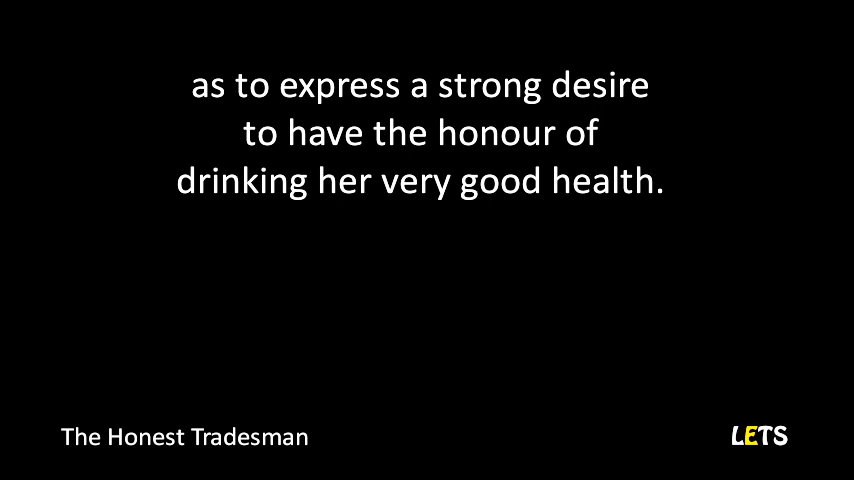 as to express a strong desire
to have the honour of
drinking her very good health.
The Honest Tradesman
LETS